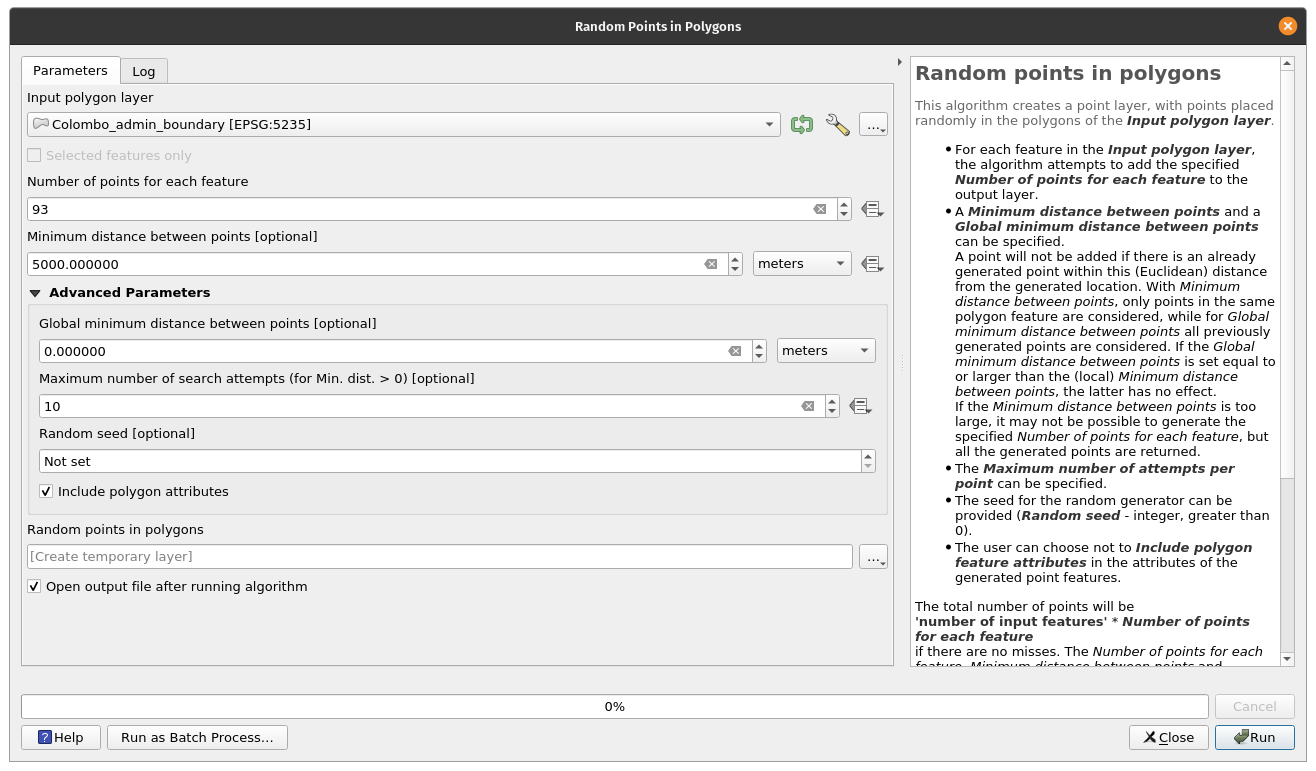 Random Points in Polygons
Parameters
Log
Input polygon layer
Colombo_admin_boundary [EPSG:5235]
...
Selected features only
Number of points for each feature
93
Minimum distance between points [optional]
5000.000000
meters
Advanced Parameters
Global minimum distance between points [optional]
0.000000
meters
Maximum number of search attempts (for Min. dist. > 0) [optional]
10
Random seed [optional]
Not set
Include polygon attributes
Random points in polygons
[Create temporary layer]
...
Open output file after running algorithm
Random points in polygons
This algorithm creates a point layer, with points placed
randomly in the polygons of the Input polygon layer.
• For each feature in the Input polygon layer,
the algorithm attempts to add the specified
Number of points for each feature to the
output layer.
• A Minimum distance between points and a
Global minimum distance between points
can be specified.
A point will not be added if there is an already
generated point within this (Euclidean) distance
from the generated location. With Minimum
distance between points, only points in the same
polygon feature are considered, while for Global
minimum distance between points all previously
generated points are considered. If the Global
minimum distance between points is set equal to
or larger than the (local) Minimum distance
between points, the latter has no effect.
If the Minimum distance between points is too
large, it may not be possible to generate the
specified Number of points for each feature, but
all the generated points are returned.
• The Maximum number of attempts per
point can be specified.
• The seed for the random generator can be
provided (Random seed - integer, greater than
0).
• The user can choose not to Include polygon
feature attributes in the attributes of the
generated point features.
The total number of points will be
'number of input features' * Number of points
for each feature
if there are no misses. The Number of points for each
feature, Minimum distance between points and
0%
Cancel
Help
Run as Batch Process…
Close
Run